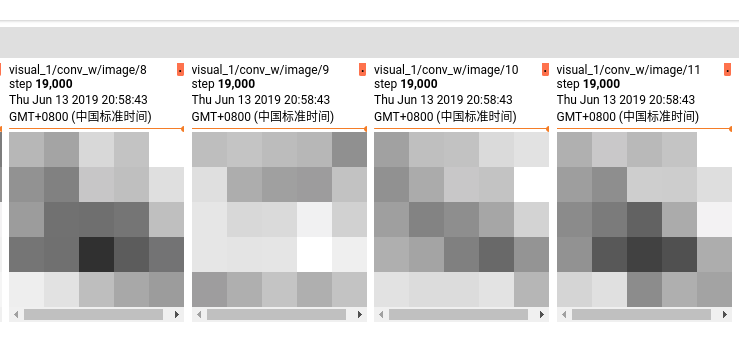 visual_1/conv_w/image/8
step 19,000
Thu Jun 13 2019 20:58:43
GMT+0800 (中国标准时间)
visual_1/conv_w/image/9
step 19,000
Thu Jun 13 2019 20:58:43
GMT+0800 (中国标准时间)
visual_1/conv_w/image/10
step 19,000
Thu Jun 13 2019 20:58:43
GMT+0800 (中国标准时间)
visual_1/conv_w/image/11
step 19,000
Thu Jun 13 2019 20:58:43
GMT+0800 (中国标准时间)